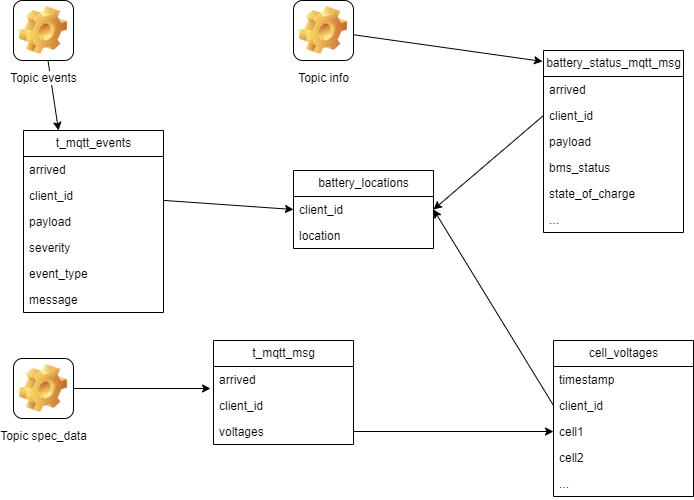 Topic events
Topic info
battery_status_mqtt_msg
arrived
client_id
payload
bms_status
state_of_charge
...
t_mqtt_events
arrived
client_id
payload
severity
event_type
message
battery_locations
client_id
location
Topic spec_data
t_mqtt_msg
arrived
client_id
voltages
cell_voltages
timestamp
client_id
cell1
cell2
...